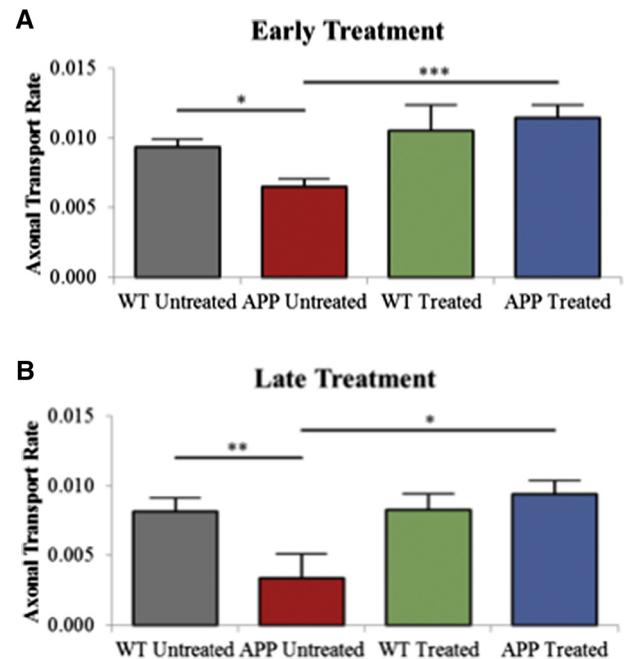 A
Early Treatment
Axonal Transport Rate
0.015
0.010
0.005
0.000
*
***
WT Untreated APP Untreated WT Treated APP Treated
B
Late Treatment
Axonal Transport Rate
0.015
0.010
0.005
0.000
**
*
WT Untreated APP Untreated WT Treated APP Treated